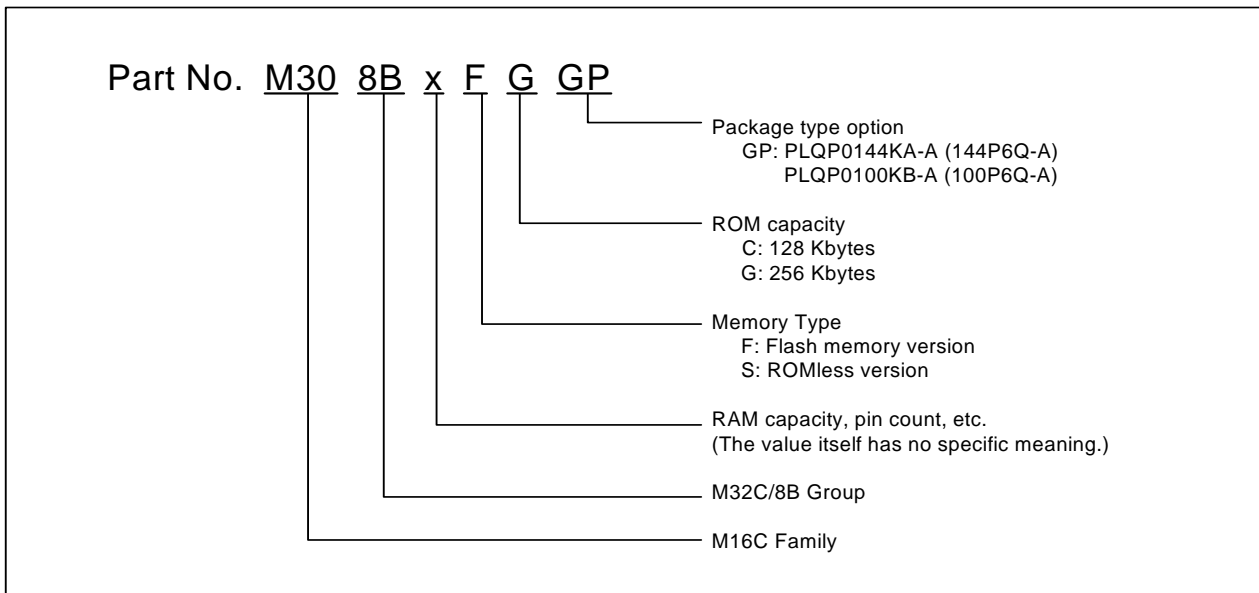 Part No. M30 8B x F G GP
Package type option
GP: PLQP0144KA-A (144P6Q-A)
PLQP0100KB-A (100P6Q-A)
ROM capacity
C: 128 Kbytes
G: 256 Kbytes
Memory Type
F: Flash memory version
S: ROMless version
RAM capacity, pin count, etc.
(The value itself has no specific meaning.)
M32C/8B Group
M16C Family